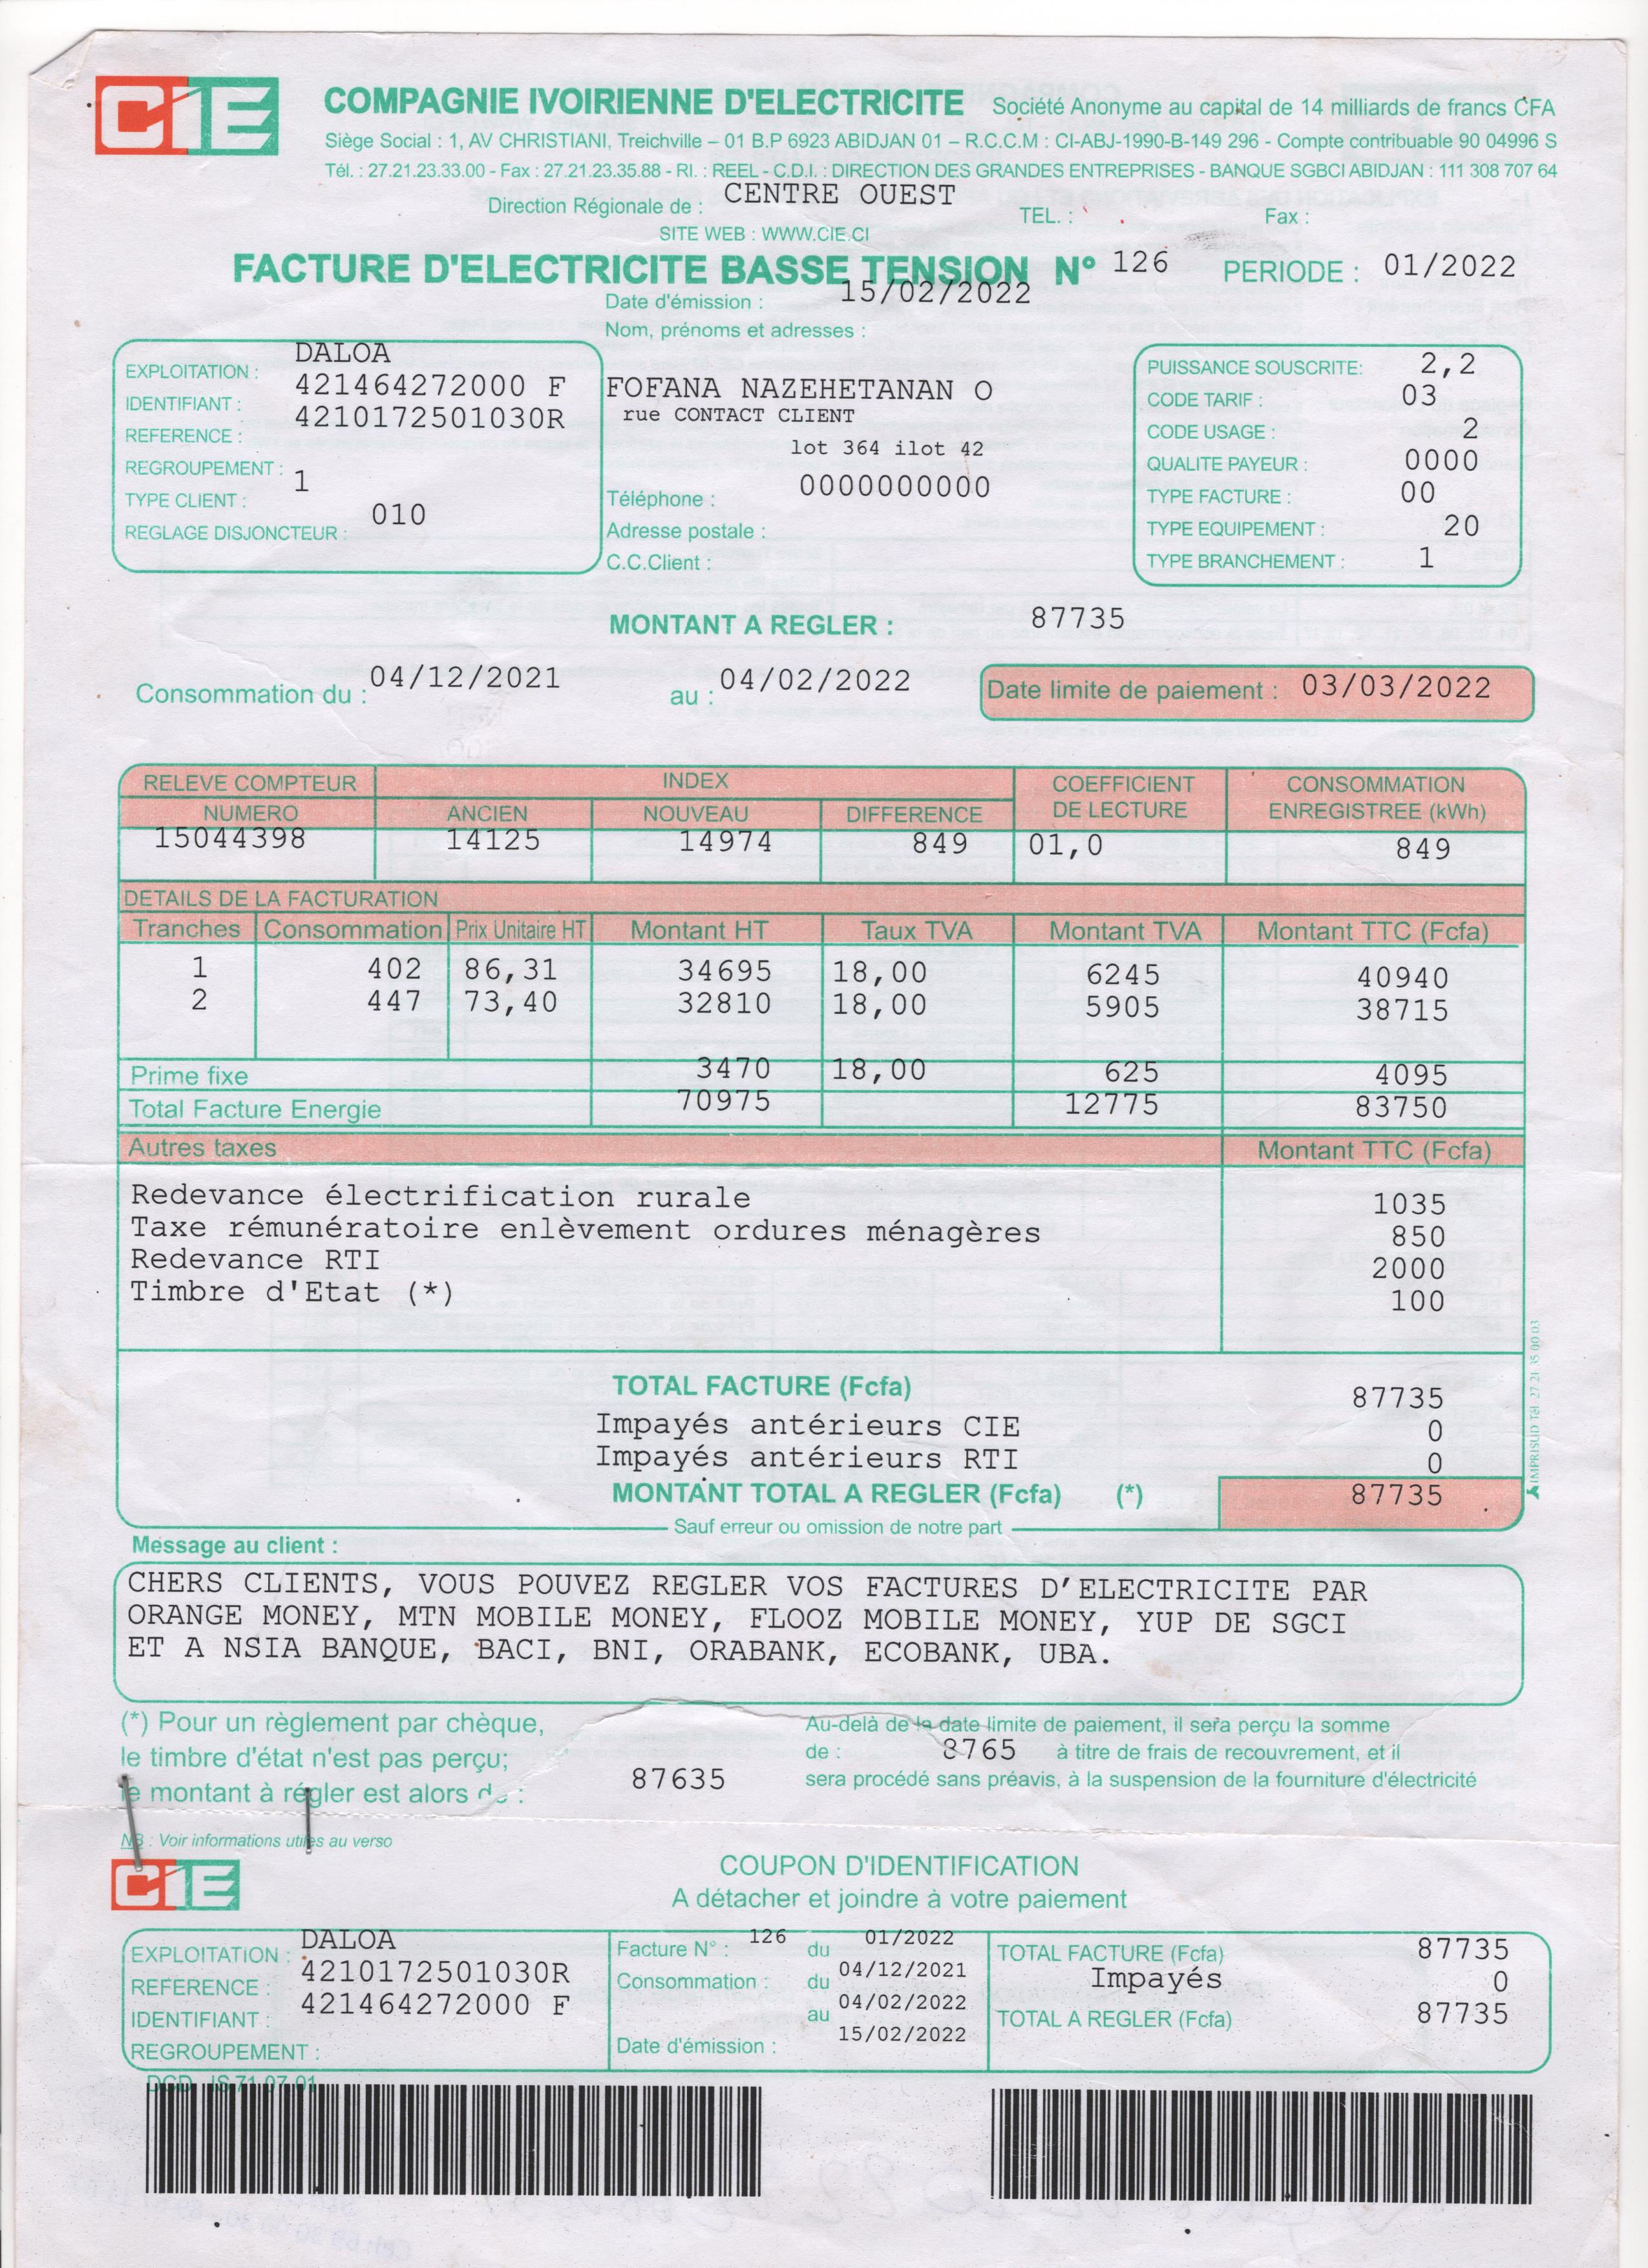 CIE
COMPAGNIE IVOIRIENNE D'ELECTRICITE Société Anonyme au capital de 14 milliards de francs CFA
Siège Social : 1, AV CHRISTIANI, Treichville – 01 B.P 6923 ABIDJAN 01 – R.C.C.M : CI-ABJ-1990-B-149 296 - Compte contribuable 90 04996 S
Tél. : 27.21.23.33.00 - Fax : 27.21.23.35.88 - RI. : REEL - C.D.I. : DIRECTION DES GRANDES ENTREPRISES - BANQUE SGBCI ABIDJAN : 111 308 707 64
Direction Régionale de : CENTRE OUEST TEL. : Fax :
SITE WEB : WWW.CIE.CI
FACTURE D'ELECTRICITE BASSE TENSION N° 126 PERIODE : 01/2022
Date d'émission : 15/02/2022
Nom, prénoms et adresses :
EXPLOITATION : DALOA
IDENTIFIANT : 421464272000 F
REFERENCE : 4210172501030R
REGROUPEMENT :
TYPE CLIENT : 1
REGLAGE DISJONCTEUR : 010
FOFANA NAZEHETANAN O
rue CONTACT CLIENT
lot 364 ilot 42
Téléphone : 0000000000
Adresse postale :
C.C.Client :
PUISSANCE SOUSCRITE: 2,2
CODE TARIF : 03
CODE USAGE : 2
QUALITE PAYEUR : 0000
TYPE FACTURE : 00
TYPE EQUIPEMENT : 20
TYPE BRANCHEMENT : 1
MONTANT A REGLER : 87735
Consommation du : 04/12/2021 au : 04/02/2022 Date limite de paiement : 03/03/2022
RELEVE COMPTEUR INDEX COEFFICIENT DE LECTURE CONSOMMATION ENREGISTREE (kWh)
NUMERO ANCIEN NOUVEAU DIFFERENCE
15044398 14125 14974 849 01,0 849
DETAILS DE LA FACTURATION
Tranches Consommation Prix Unitaire HT Montant HT Taux TVA Montant TVA Montant TTC (Fcfa)
1 402 86,31 34695 18,00 6245 40940
2 447 73,40 32810 18,00 5905 38715
Prime fixe 3470 18,00 625 4095
Total Facture Energie 70975 12775 83750
Autres taxes Montant TTC (Fcfa)
Redevance électrification rurale 1035
Taxe rémunératoire enlèvement ordures ménagères 850
Redevance RTI 2000
Timbre d'Etat (*) 100
TOTAL FACTURE (Fcfa) 87735
Impayés antérieurs CIE 0
Impayés antérieurs RTI 0
MONTANT TOTAL A REGLER (Fcfa) (*) 87735
Sauf erreur ou omission de notre part
IMPRISUD Tél. 27 21 35 00 03
Message au client :
CHERS CLIENTS, VOUS POUVEZ REGLER VOS FACTURES D'ELECTRICITE PAR
ORANGE MONEY, MTN MOBILE MONEY, FLOOZ MOBILE MONEY, YUP DE SGCI
ET A NSIA BANQUE, BACI, BNI, ORABANK, ECOBANK, UBA.
(*) Pour un règlement par chèque,
le timbre d'état n'est pas perçu;
le montant à régler est alors de : 87635
Au-delà de la date limite de paiement, il sera perçu la somme
de : 8765 à titre de frais de recouvrement, et il
sera procédé sans préavis, à la suspension de la fourniture d'électricité
NB : Voir informations utiles au verso
CIE
COUPON D'IDENTIFICATION
A détacher et joindre à votre paiement
EXPLOITATION : DALOA
REFERENCE : 4210172501030R
IDENTIFIANT : 421464272000 F
REGROUPEMENT :
Facture N° : 126 du 01/2022
Consommation : du 04/12/2021
au 04/02/2022
Date d'émission : 15/02/2022
TOTAL FACTURE (Fcfa) 87735
Impayés 0
TOTAL A REGLER (Fcfa) 87735
DCD IS 71 07 01